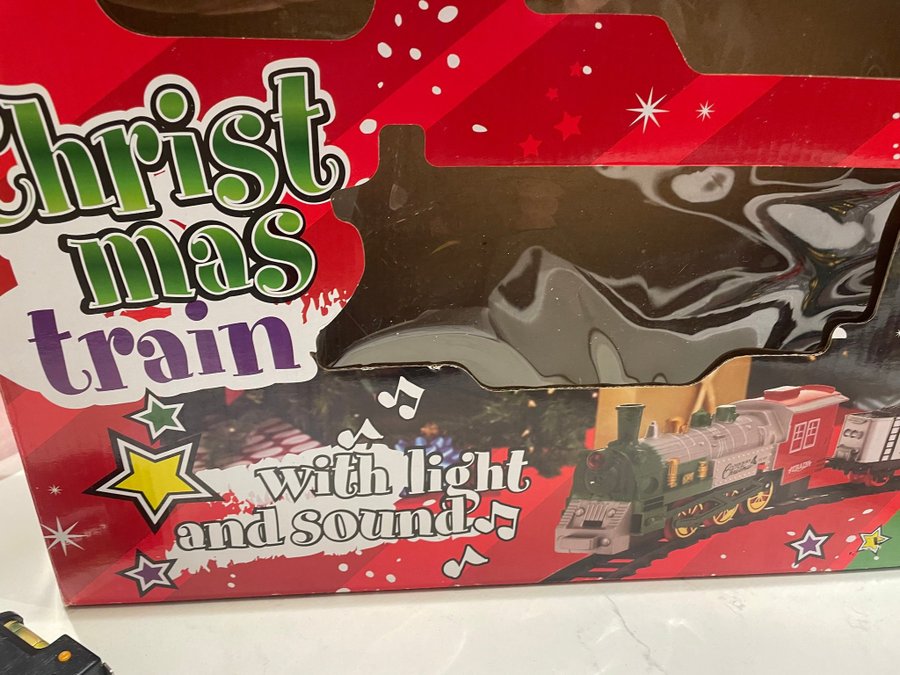 Christ
mas
train
with light
and sound